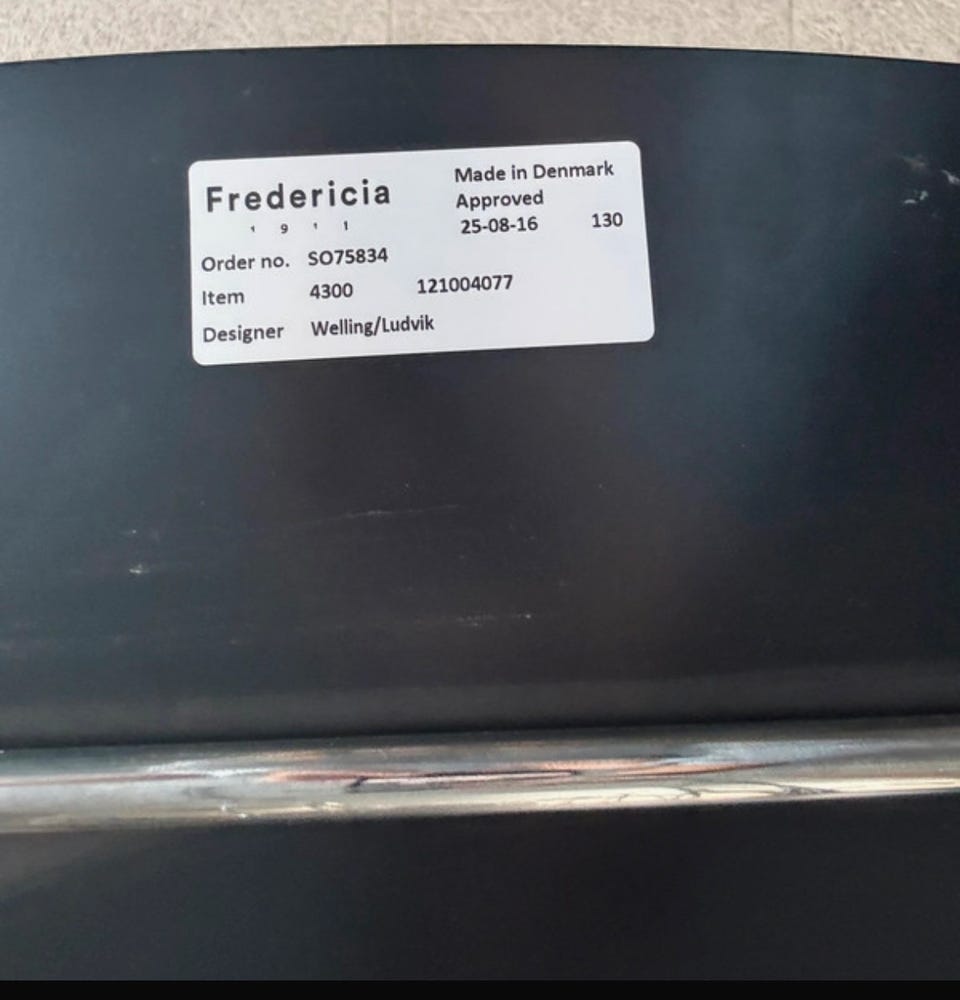 Fredericia
1 9 1 1
Made in Denmark
Approved
25-08-16 130
Order no. SO75834
Item 4300 121004077
Designer Welling/Ludvik